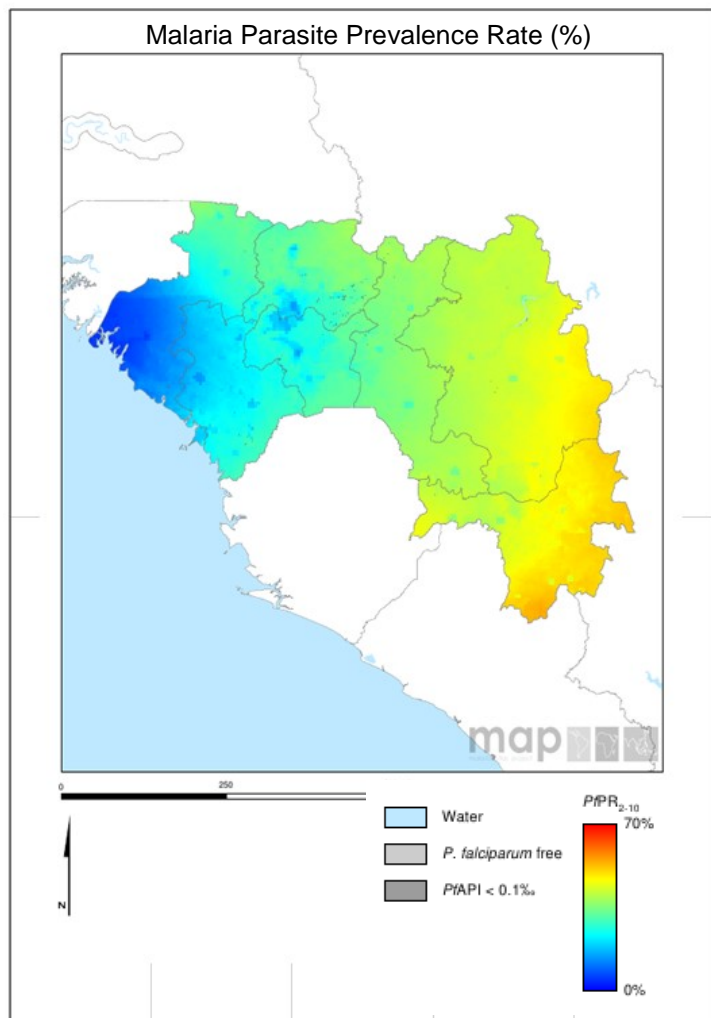 Malaria Parasite Prevalence Rate (%)
map
0
250
N
Water
P. falciparum free
PfAPI < 0.1‰
PfPR2-10
70%
0%